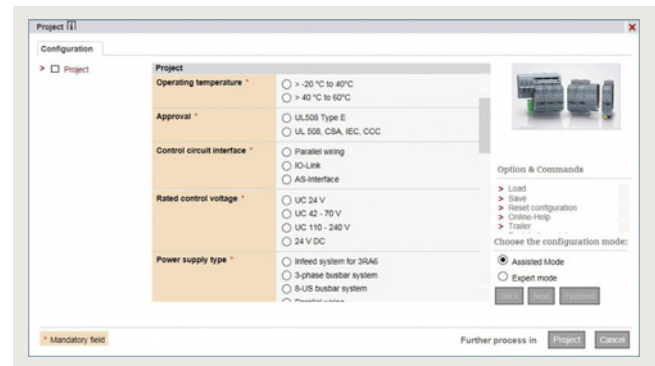 Project
Configuration
> Project
Project
Operating temperature *
> -20 °C to 40°C
> 40 °C to 60°C
Approval *
UL508 Type E
UL 508, CSA, IEC, CCC
Control circuit interface *
Parallel wiring
IO-Link
AS-Interface
Rated control voltage *
UC 24 V
UC 42 - 70 V
UC 110 - 240 V
24 V DC
Power supply type *
Infeed system for 3RA6
3-phase busbar system
8-US busbar system
Parallel wiring
Option & Commands
> Load
> Save
> Reset configuration
> Online-Help
> Trailer
Choose the configuration mode:
Assisted Mode
Expert mode
Back Next Finished
* Mandatory field
Further process in Project Cancel